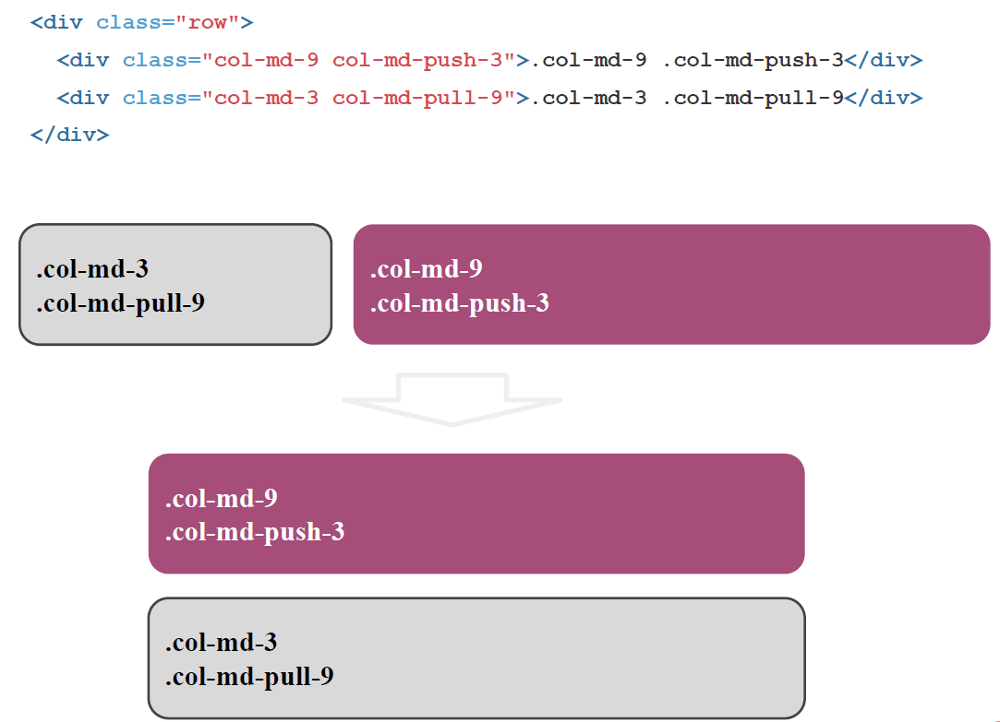 <div class="row">
<div class="col-md-9 col-md-push-3">.col-md-9 .col-md-push-3</div>
<div class="col-md-3 col-md-pull-9">.col-md-3 .col-md-pull-9</div>
</div>
.col-md-3
.col-md-pull-9
.col-md-9
.col-md-push-3
.col-md-9
.col-md-push-3
.col-md-3
.col-md-pull-9